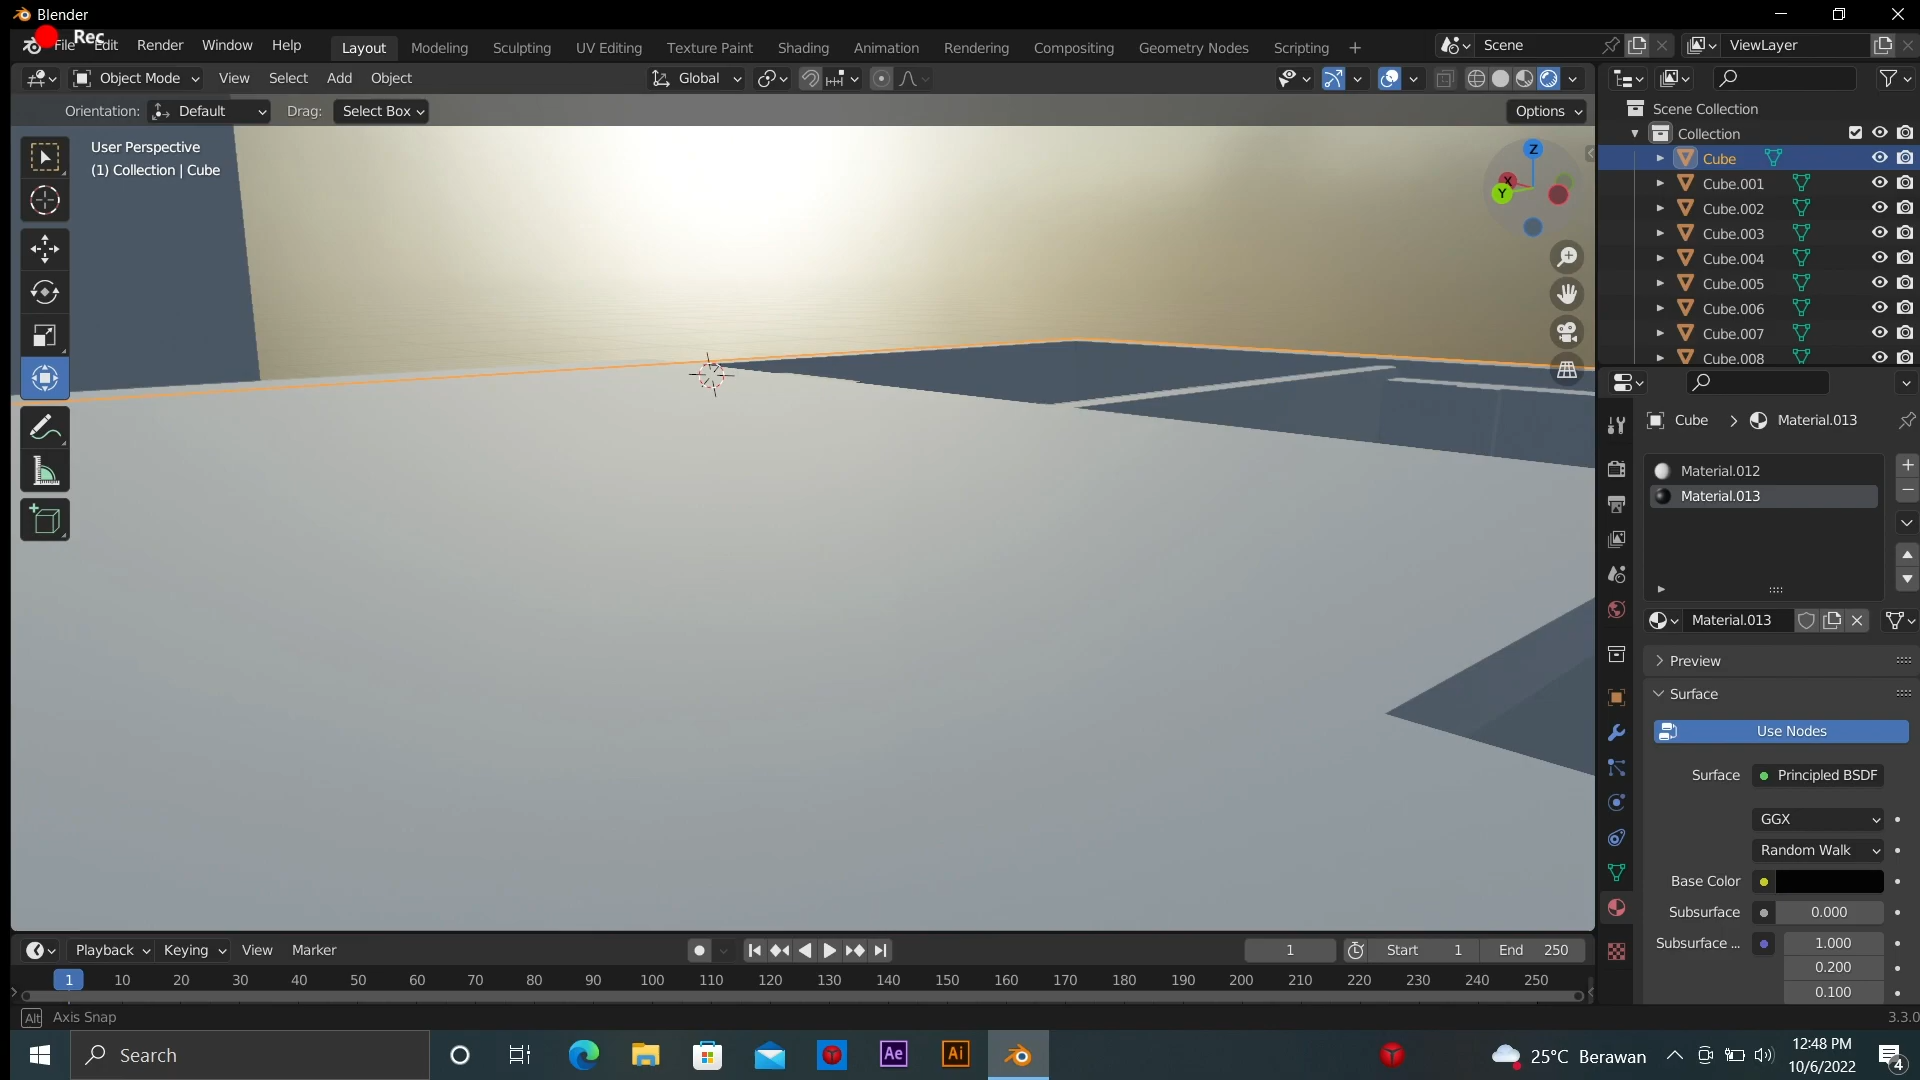 Blender
Rec
File Edit Render Window Help Layout Modeling Sculpting UV Editing Texture Paint Shading Animation Rendering Compositing Geometry Nodes Scripting + Scene ViewLayer
Object Mode View Select Add Object Global
Orientation: Default Drag: Select Box Options
User Perspective
(1) Collection | Cube
Z
X
Y
Scene Collection
Collection
Cube
Cube.001
Cube.002
Cube.003
Cube.004
Cube.005
Cube.006
Cube.007
Cube.008
Cube > Material.013
Material.012
Material.013
Material.013
Preview
Surface
Use Nodes
Surface Principled BSDF
GGX
Random Walk
Base Color
Subsurface 0.000
Subsurface ... 1.000
0.200
0.100
Playback Keying View Marker 1 Start 1 End 250
1 10 20 30 40 50 60 70 80 90 100 110 120 130 140 150 160 170 180 190 200 210 220 230 240 250
Alt Axis Snap 3.3.0
Search Ae Ai 25°C Berawan 12:48 PM
10/6/2022 4